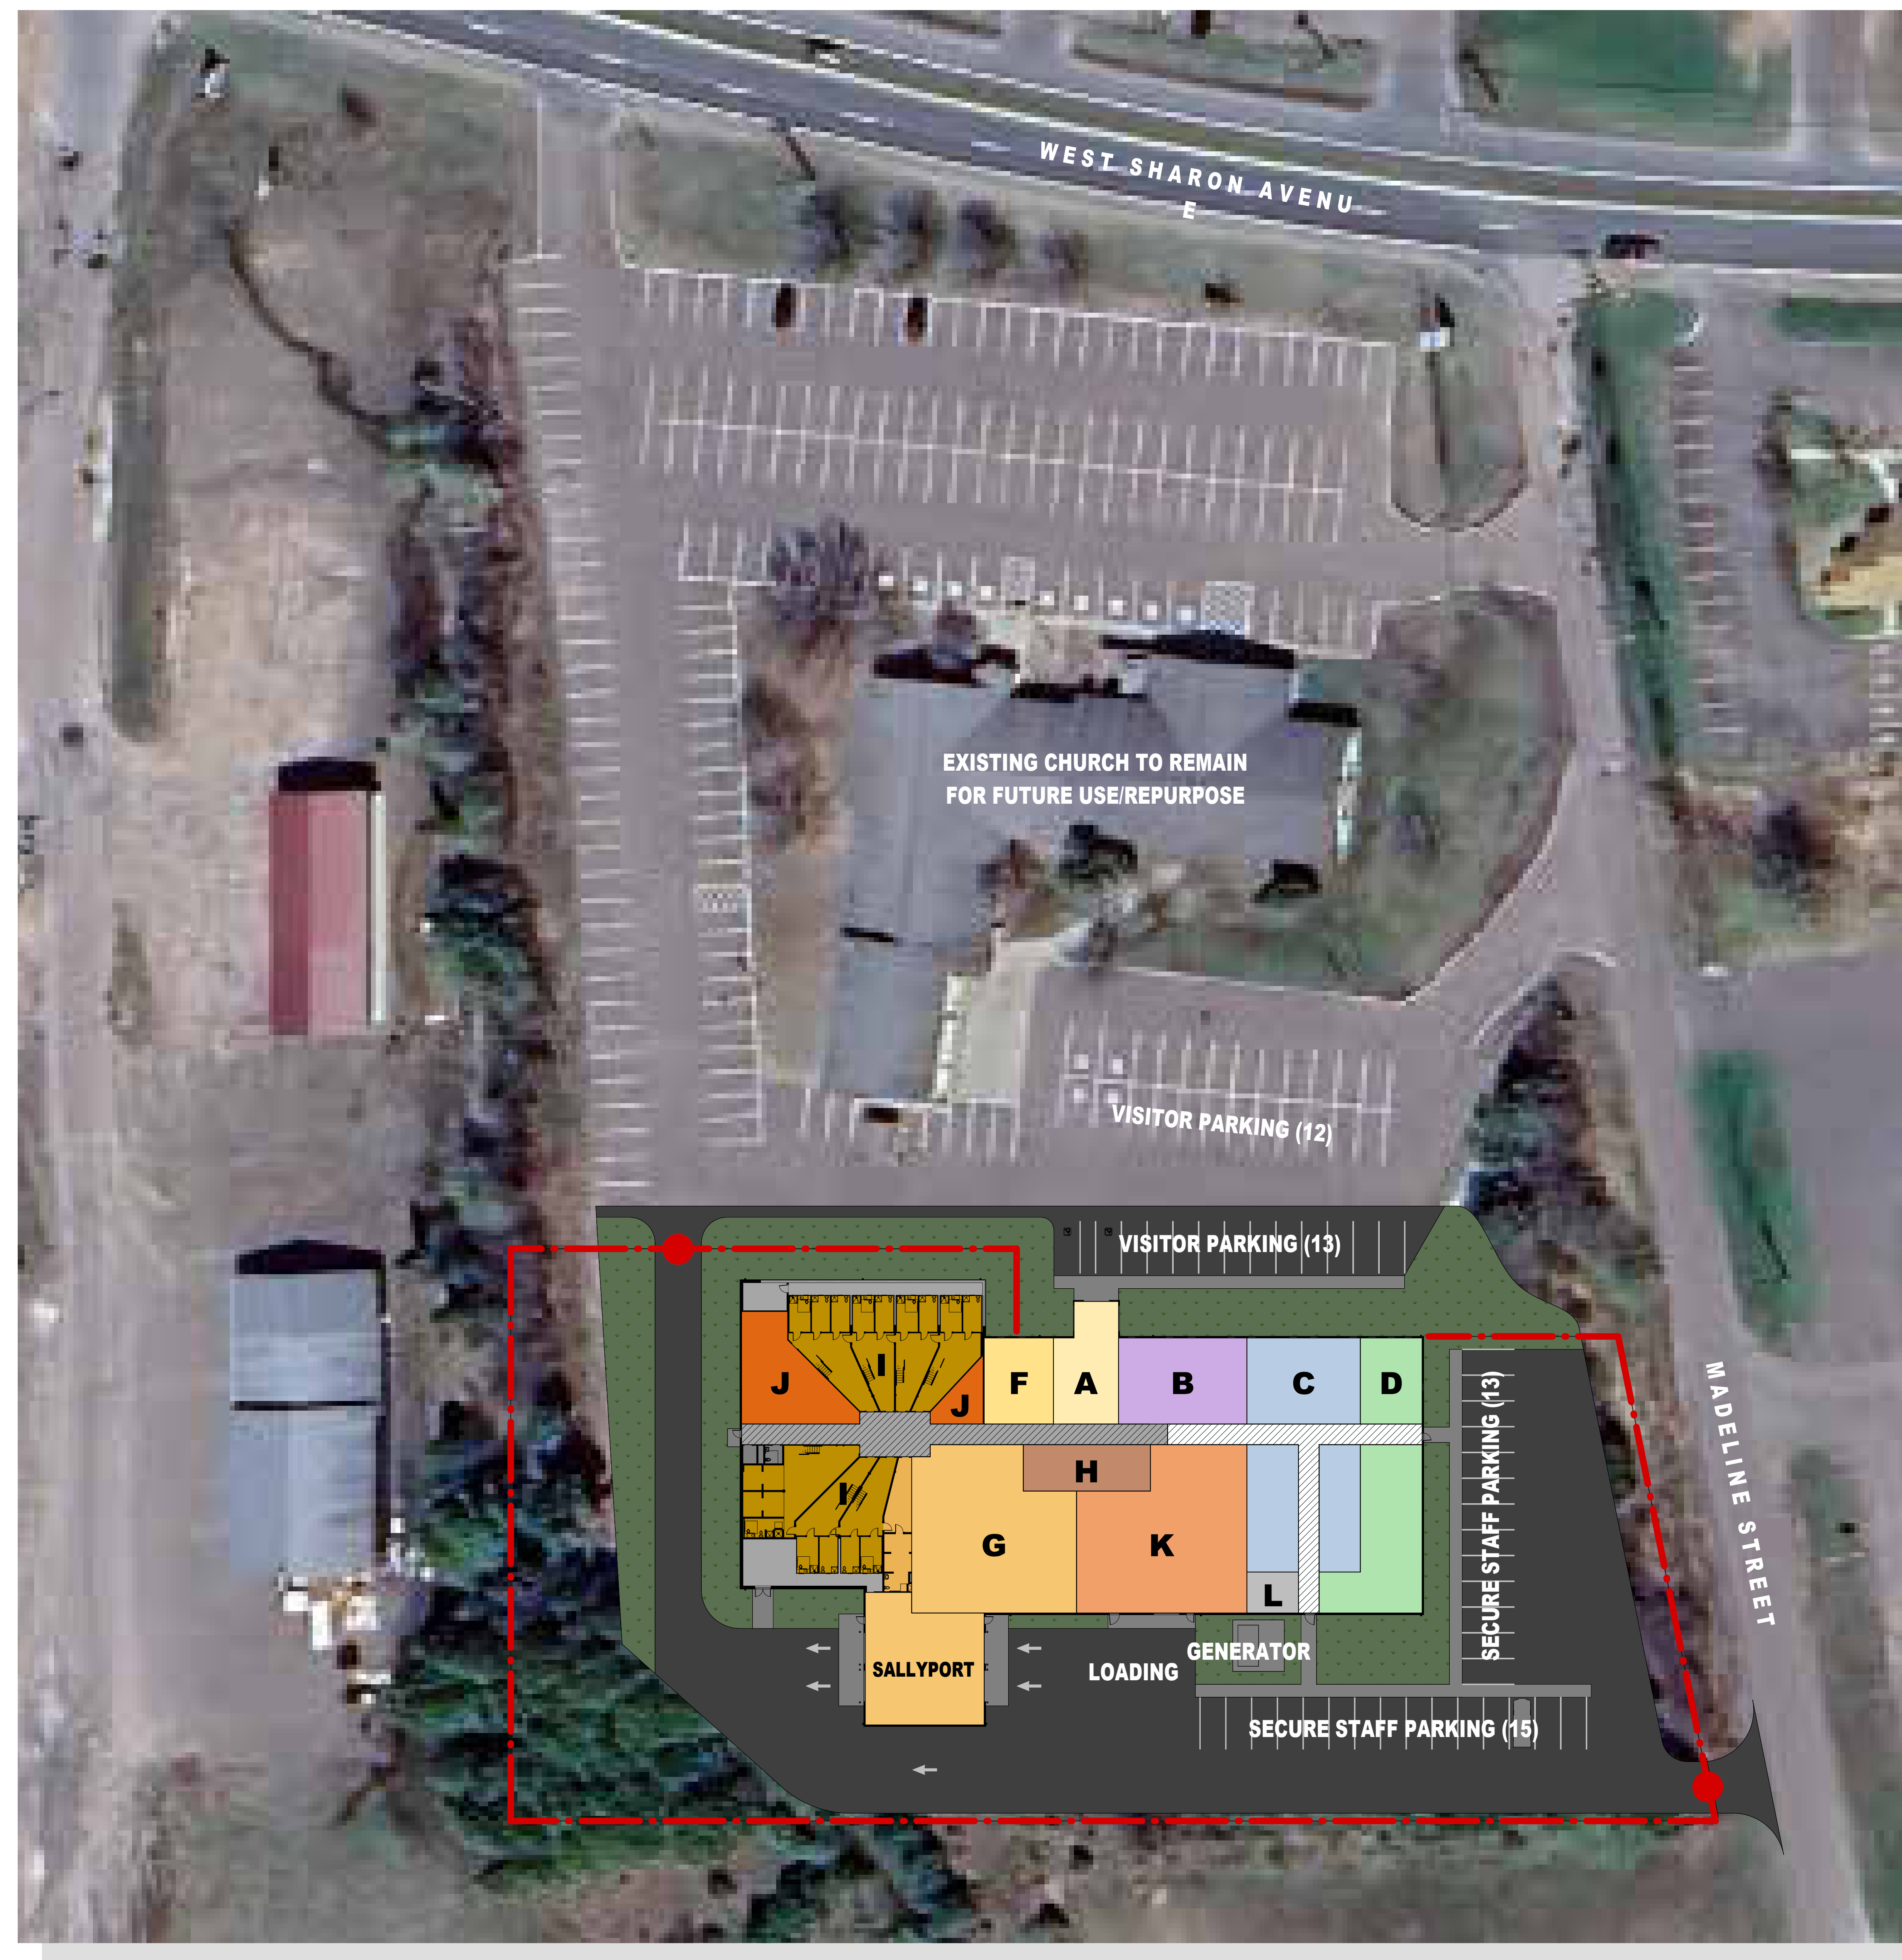 WEST SHARON AVENU
E
EXISTING CHURCH TO REMAIN
FOR FUTURE USE/REPURPOSE
VISITOR PARKING (12)
VISITOR PARKING (13)
I
J
J
F
A
B
C
D
H
I
G
K
L
SECURE STAFF PARKING (13)
MADELINE STREET
GENERATOR
SALLYPORT
LOADING
SECURE STAFF PARKING (15)